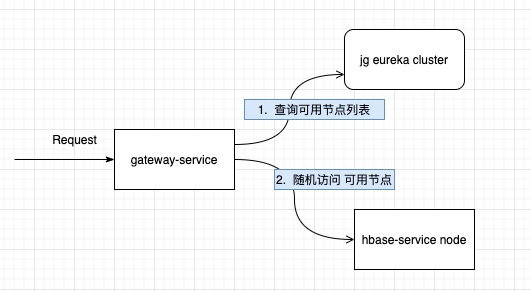 jg eureka cluster
1. 查询可用节点列表
Request
gateway-service
2. 随机访问 可用节点
hbase-service node